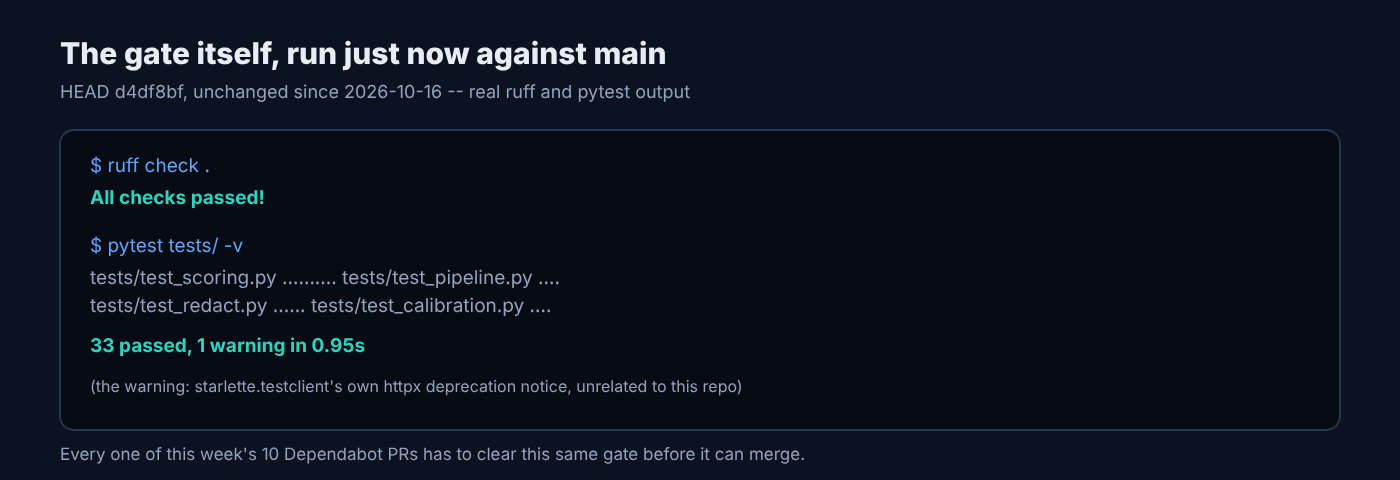 The gate itself, run just now against main
HEAD d4df8bf, unchanged since 2026-10-16 -- real ruff and pytest output
$ ruff check .
All checks passed!
$ pytest tests/ -v
tests/test_scoring.py .......... tests/test_pipeline.py ....
tests/test_redact.py ...... tests/test_calibration.py ....
33 passed, 1 warning in 0.95s
(the warning: starlette.testclient's own httpx deprecation notice, unrelated to this repo)
Every one of this week's 10 Dependabot PRs has to clear this same gate before it can merge.